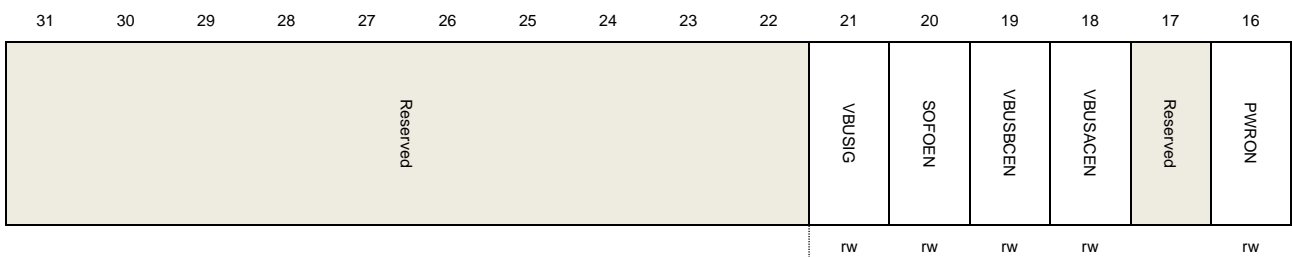 31 30 29 28 27 26 25 24 23 22 21 20 19 18 17 16
Reserved VBUSIG SOFOEN VBUSBCEN VBUSACEN Reserved PWRON
rw rw rw rw rw